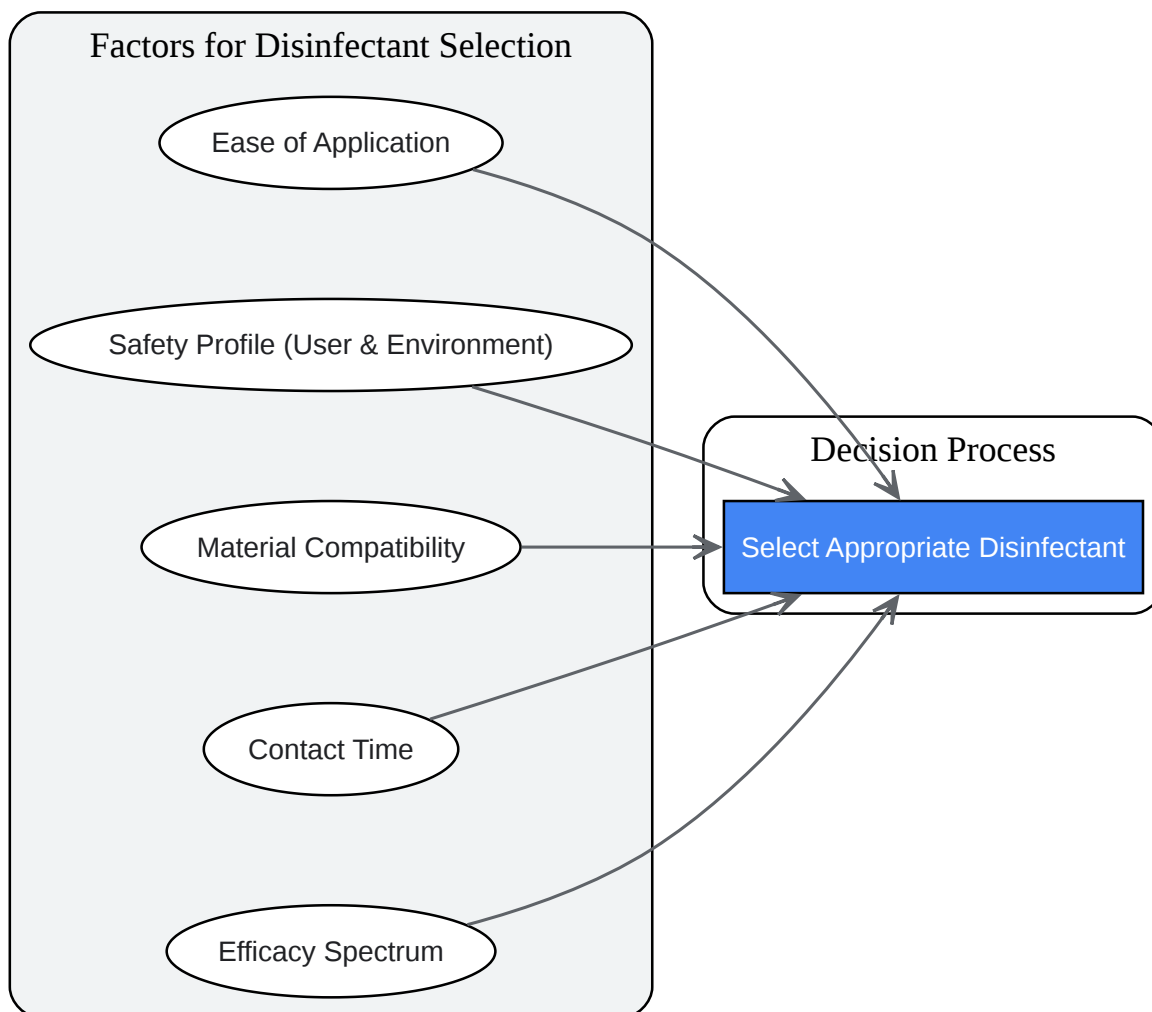 Factors for Disinfectant Selection
Ease of Application
Safety Profile (User & Environment)
Material Compatibility
Contact Time
Efficacy Spectrum
Decision Process
Select Appropriate Disinfectant